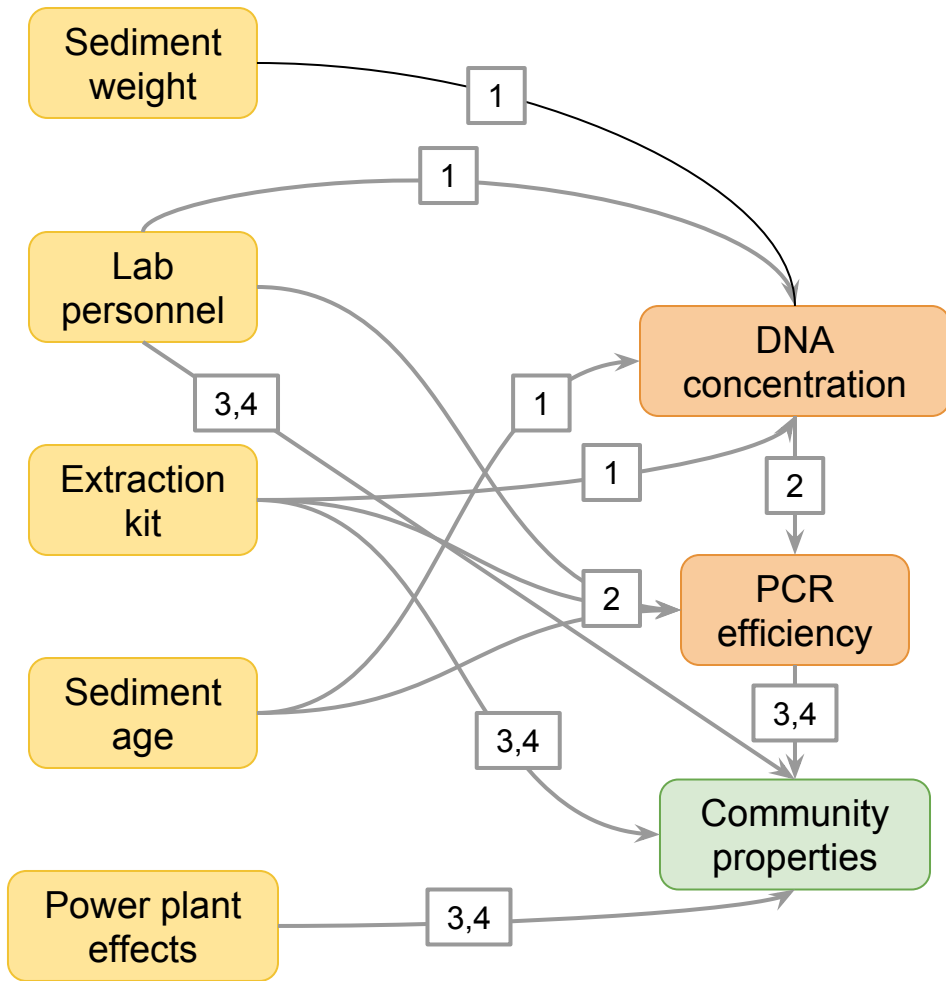 Sediment
weight
1
1
Lab
personnel
DNA
concentration
3,4
1
Extraction
kit
1
2
PCR
efficiency
2
Sediment
age
3,4
3,4
Community
properties
Power plant
effects
3,4